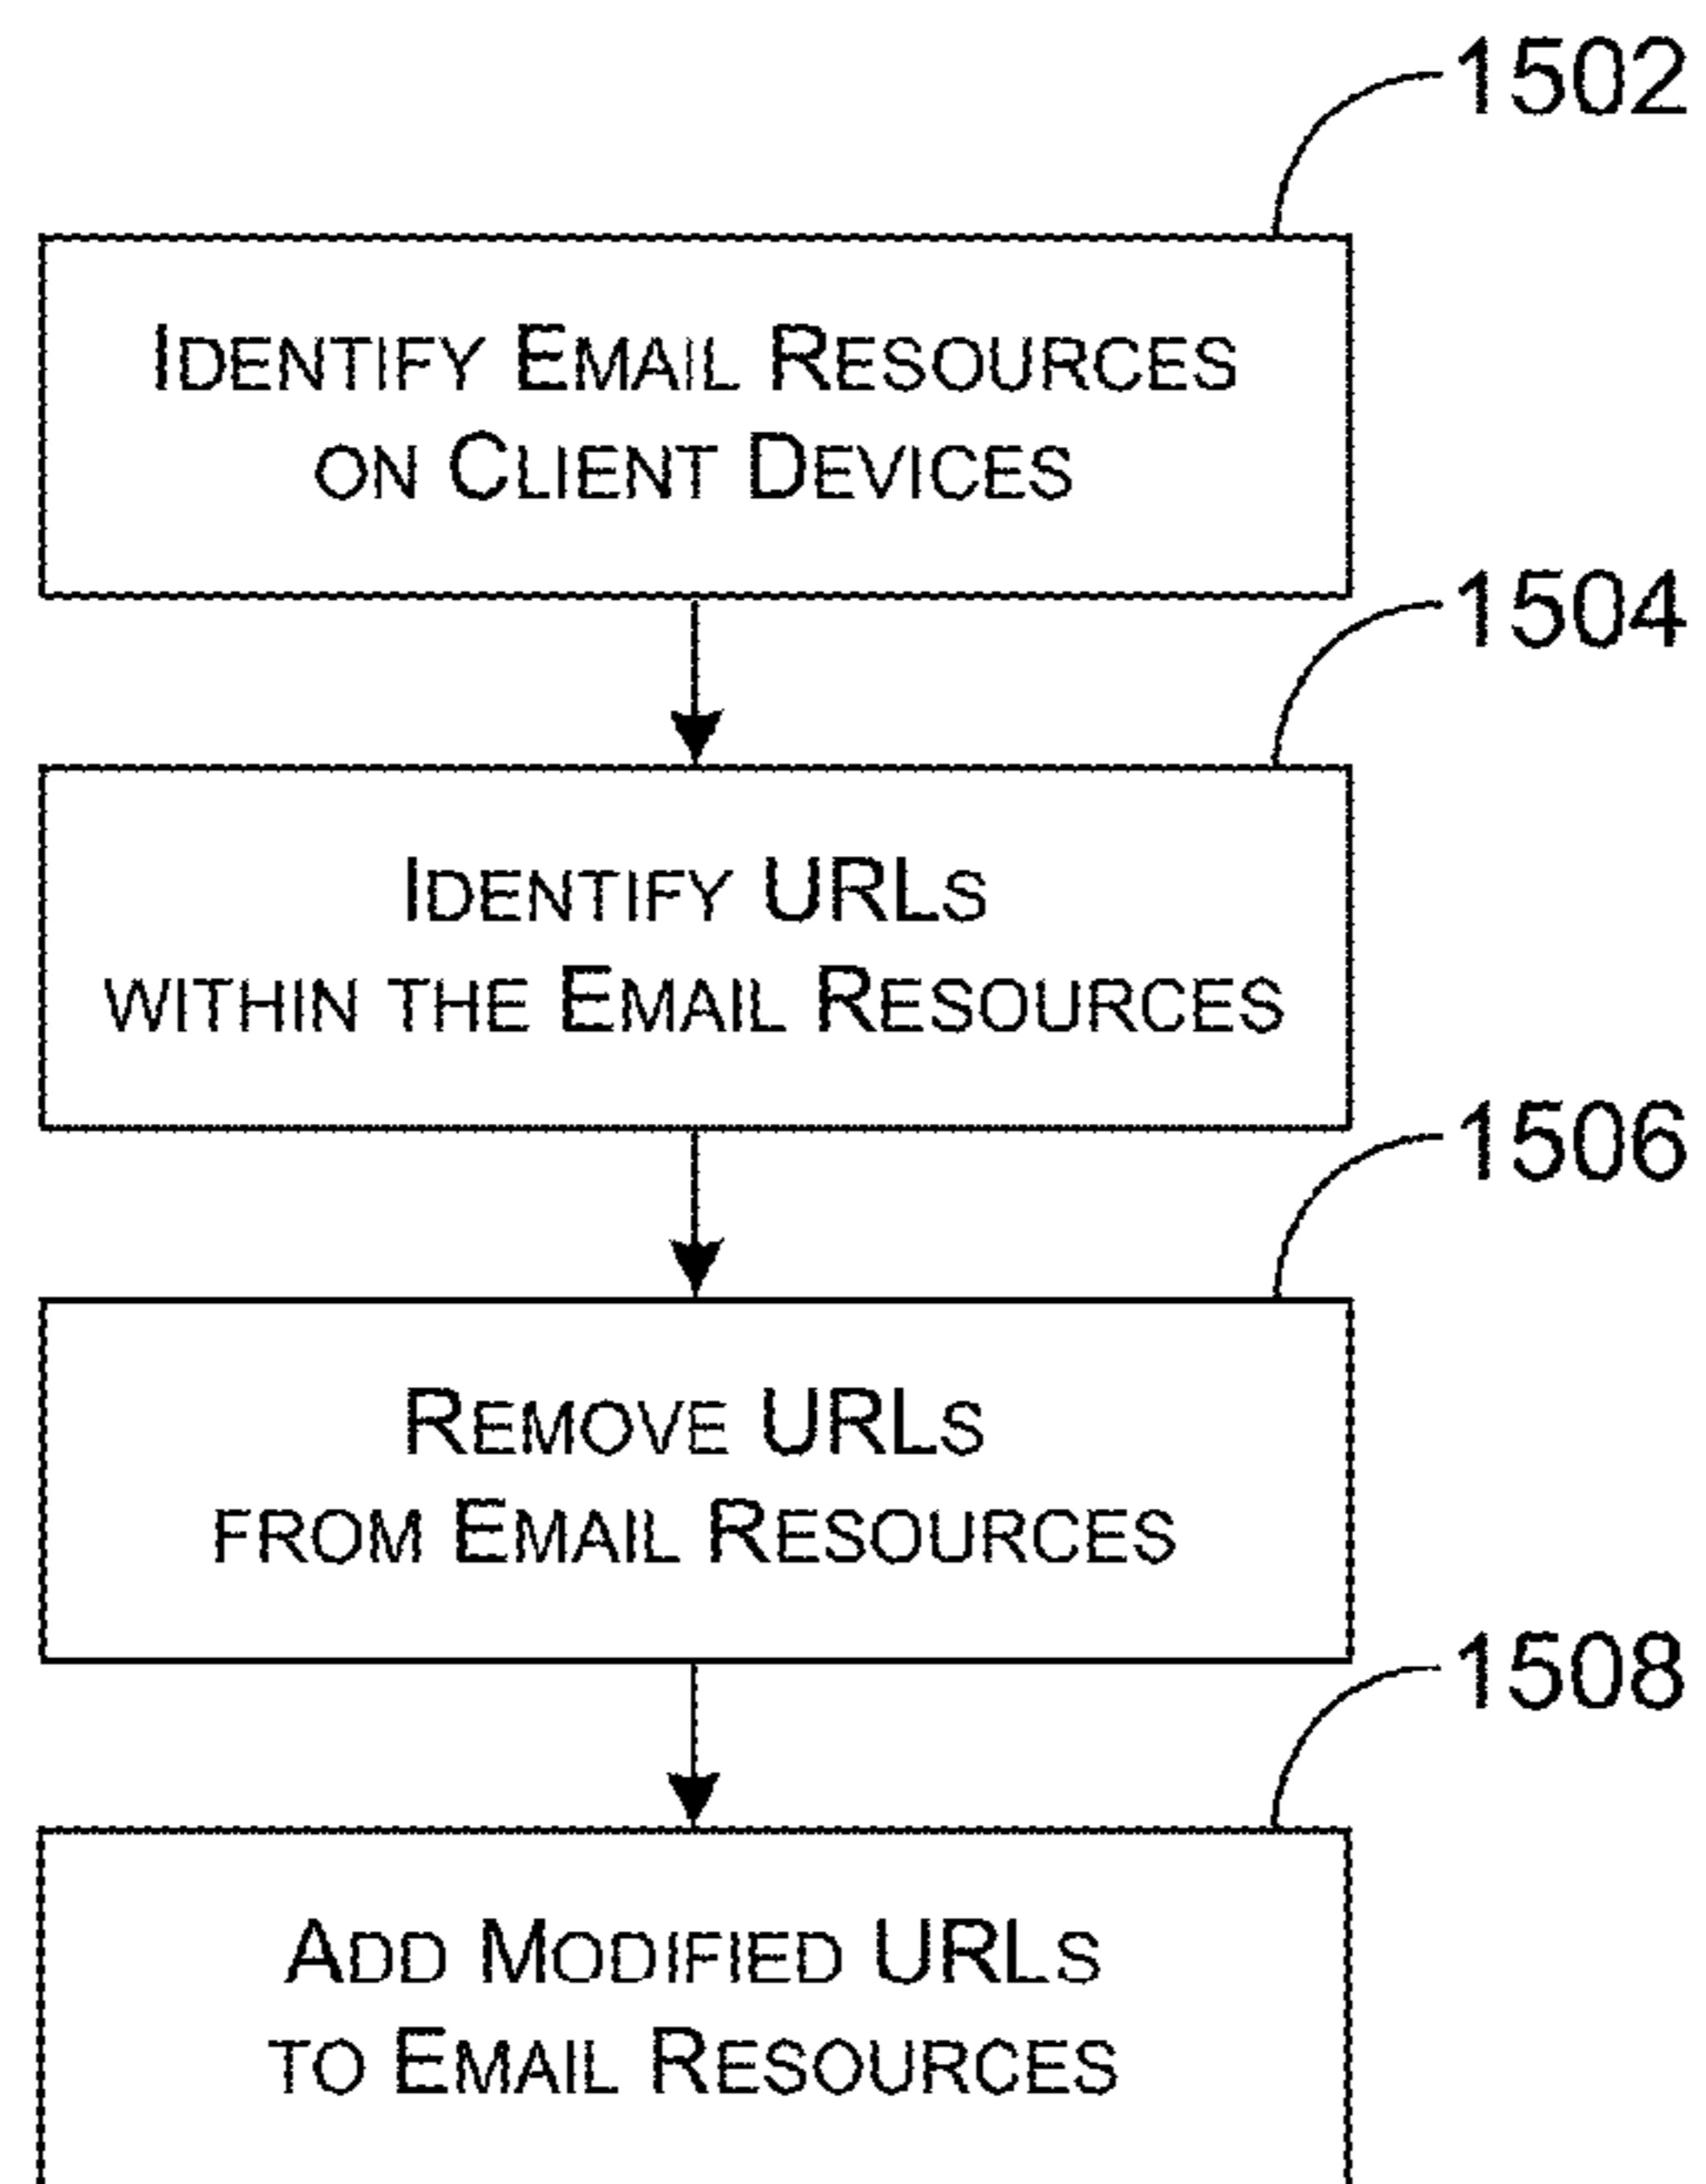 1502
IDENTIFY EMAIL RESOURCES
ON CLIENT DEVICES
1504
IDENTIFY URLS
WITHIN THE EMAIL RESOURCES
1506
REMOVE URLS
FROM EMAIL RESOURCES
1508
ADD MODIFIED URLS
TO EMAIL RESOURCES